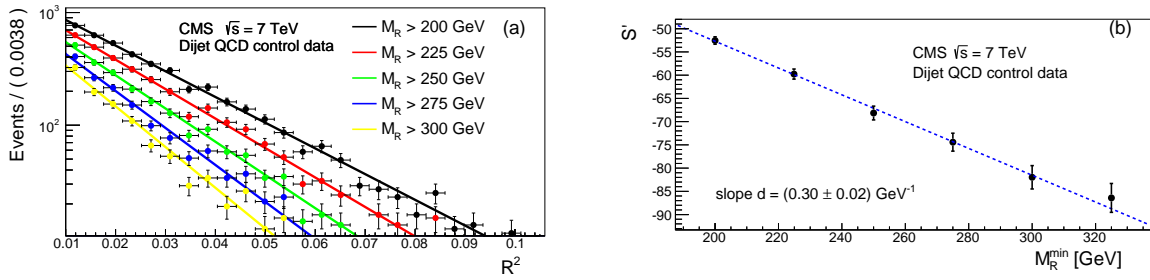 CMS √s = 7 TeV
Dijet QCD control data
(a)
M_R > 200 GeV
M_R > 225 GeV
M_R > 250 GeV
M_R > 275 GeV
M_R > 300 GeV
Events / ( 0.0038)
10³
10²
0.01 0.02 0.03 0.04 0.05 0.06 0.07 0.08 0.09 0.1
R²
(b)
CMS √s = 7 TeV
Dijet QCD control data
slope d = (0.30 ± 0.02) GeV⁻¹
S'
-50
-55
-60
-65
-70
-75
-80
-85
-90
200 220 240 260 280 300 320
M_R^min [GeV]